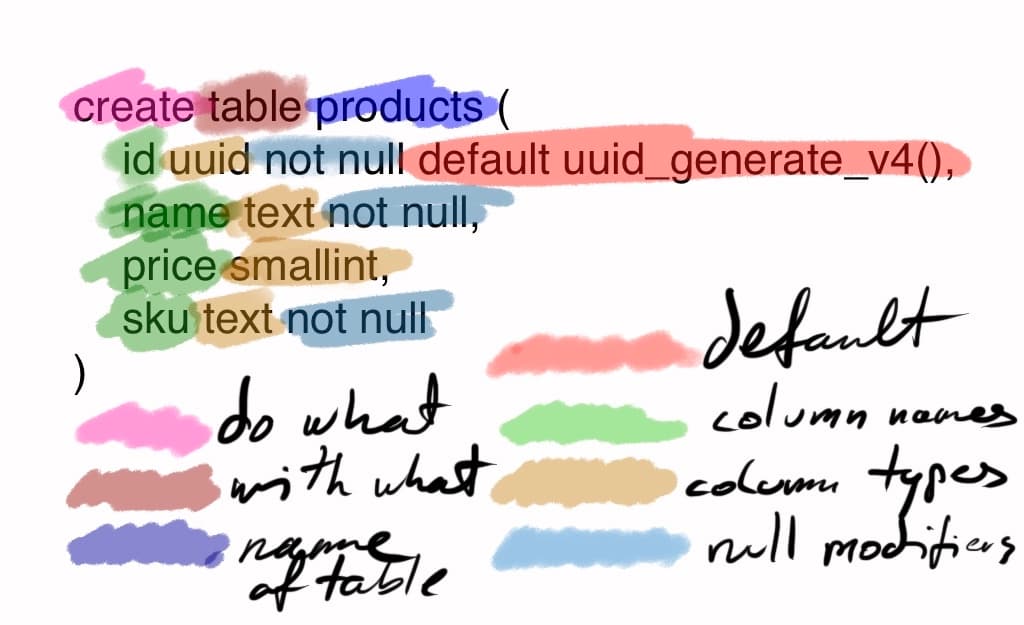 create table products (
id uuid not null default uuid_generate_v4(),
name text not null,
price smallint,
sku text not null
)
default
do what
column names
with what
column types
name
of table
null modifiers